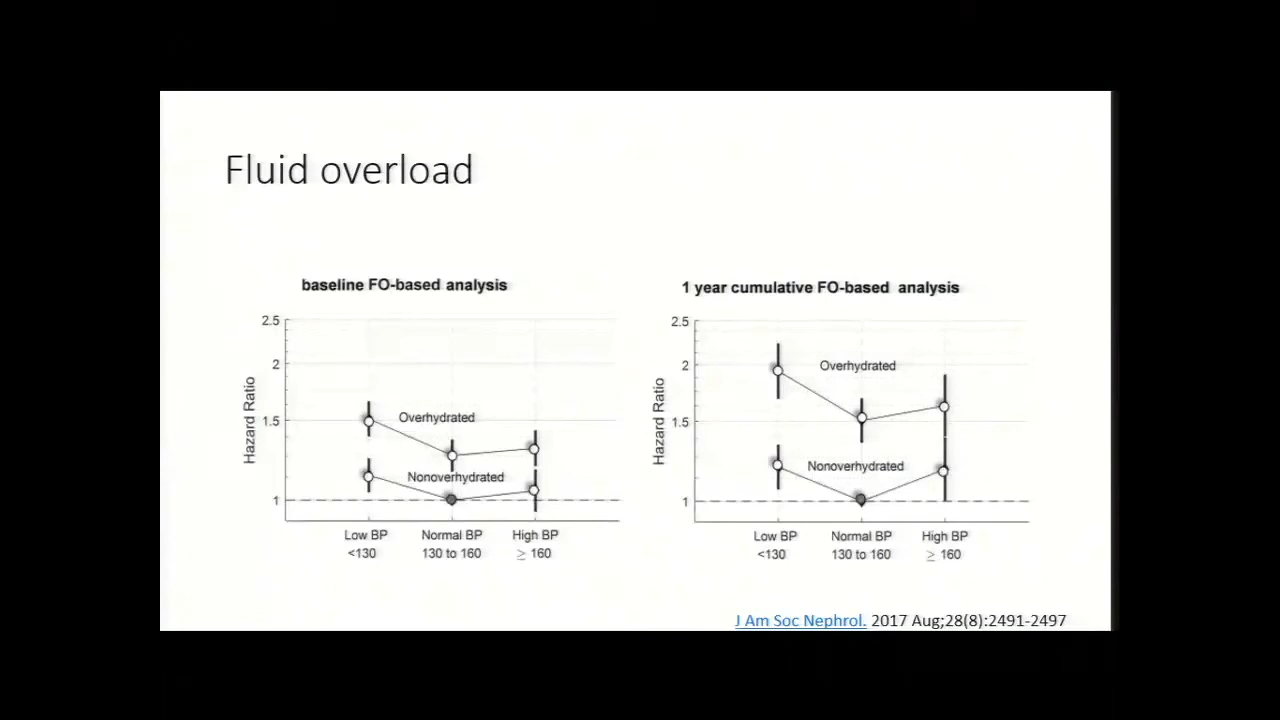 Fluid overload
baseline FO-based analysis
2.5
2
1.5
1
Hazard Ratio
Overhydrated
Nonoverhydrated
Low BP
<130
Normal BP
130 to 160
High BP
≥ 160
1 year cumulative FO-based analysis
2.5
2
1.5
1
Hazard Ratio
Overhydrated
Nonoverhydrated
Low BP
<130
Normal BP
130 to 160
High BP
≥ 160
J Am Soc Nephrol. 2017 Aug;28(8):2491-2497